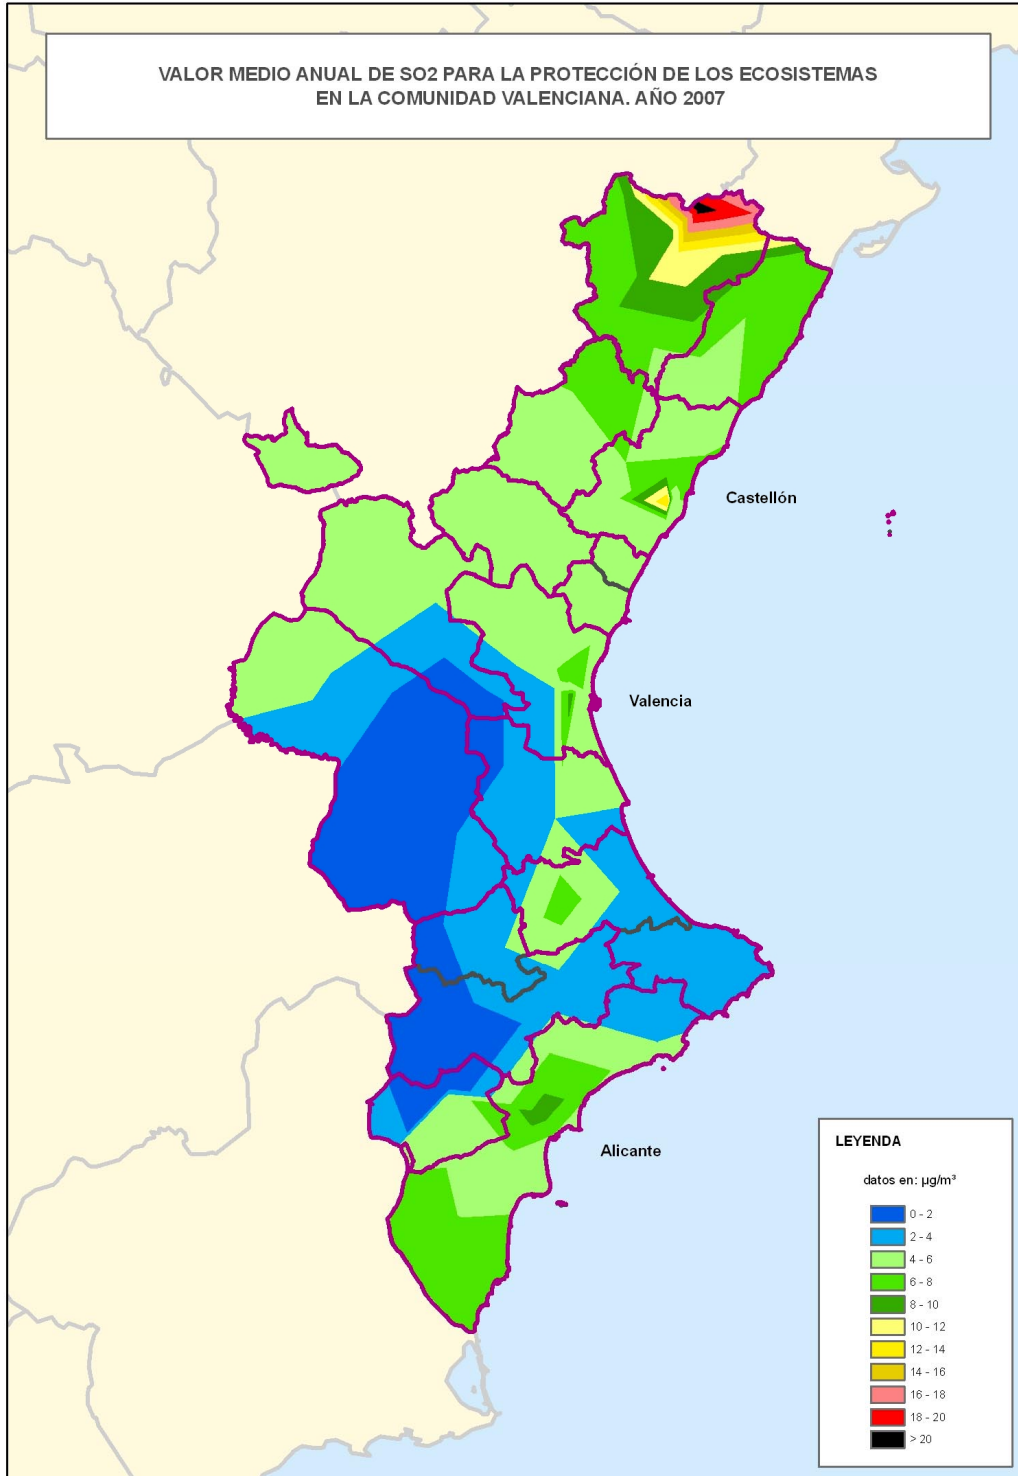 VALOR MEDIO ANUAL DE SO2 PARA LA PROTECCIÓN DE LOS ECOSISTEMAS
EN LA COMUNIDAD VALENCIANA. AÑO 2007
Castellón
Valencia
Alicante
LEYENDA
datos en: µg/m³
0 - 2
2 - 4
4 - 6
6 - 8
8 - 10
10 - 12
12 - 14
14 - 16
16 - 18
18 - 20
> 20